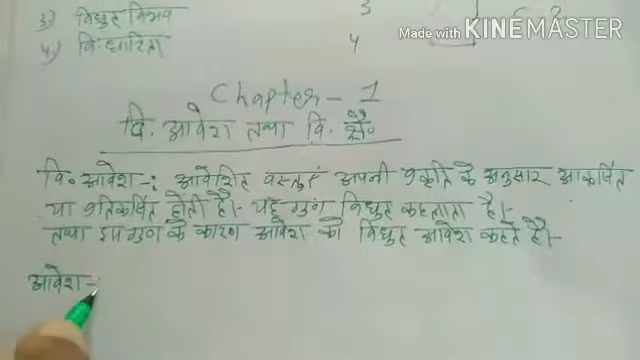 3) विधुत विभव 3
4) वि. धारिता 4
Made with KINEMASTER
Chapter - 1
वि. आवेश तथा वि. क्षे०
वि० आवेश -: आवेशित वस्तुएं अपनी प्रकृति के अनुसार आकर्षित
या प्रतिकर्षित होती है। यह गुण विधुत कहलाता है।
तथा इस गुण के कारण आवेश को विधुत आवेश कहते है।
आवेश -